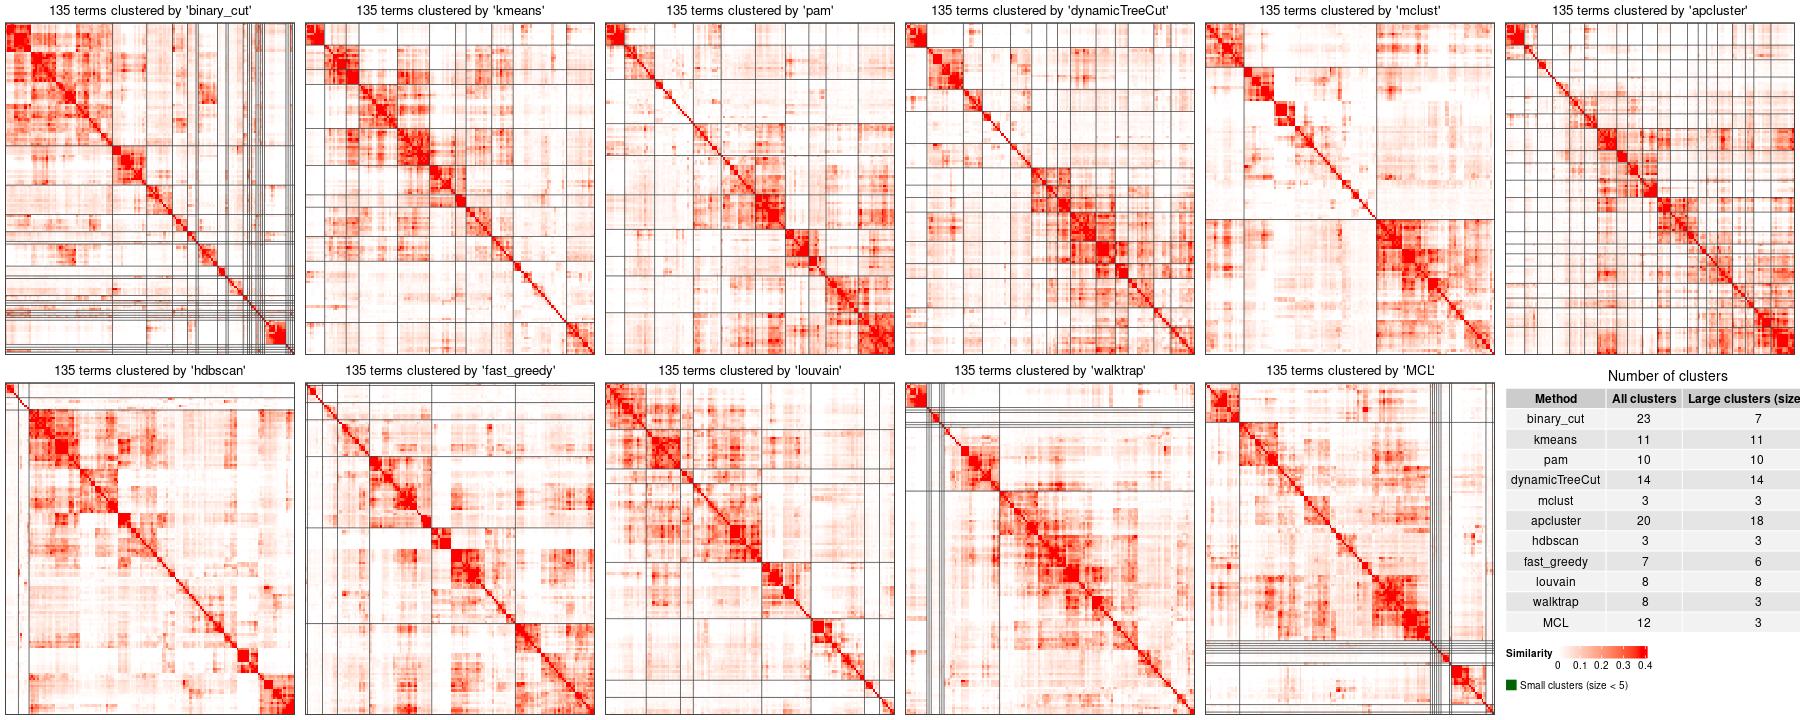 135 terms clustered by 'binary_cut'
135 terms clustered by 'kmeans'
135 terms clustered by 'pam'
135 terms clustered by 'dynamicTreeCut'
135 terms clustered by 'mclust'
135 terms clustered by 'apcluster'
135 terms clustered by 'hdbscan'
135 terms clustered by 'fast_greedy'
135 terms clustered by 'louvain'
135 terms clustered by 'walktrap'
135 terms clustered by 'MCL'
Number of clusters
Method All clusters Large clusters (size
binary_cut 23 7
kmeans 11 11
pam 10 10
dynamicTreeCut 14 14
mclust 3 3
apcluster 20 18
hdbscan 3 3
fast_greedy 7 6
louvain 8 8
walktrap 8 3
MCL 12 3
Similarity
0 0.1 0.2 0.3 0.4
Small clusters (size < 5)